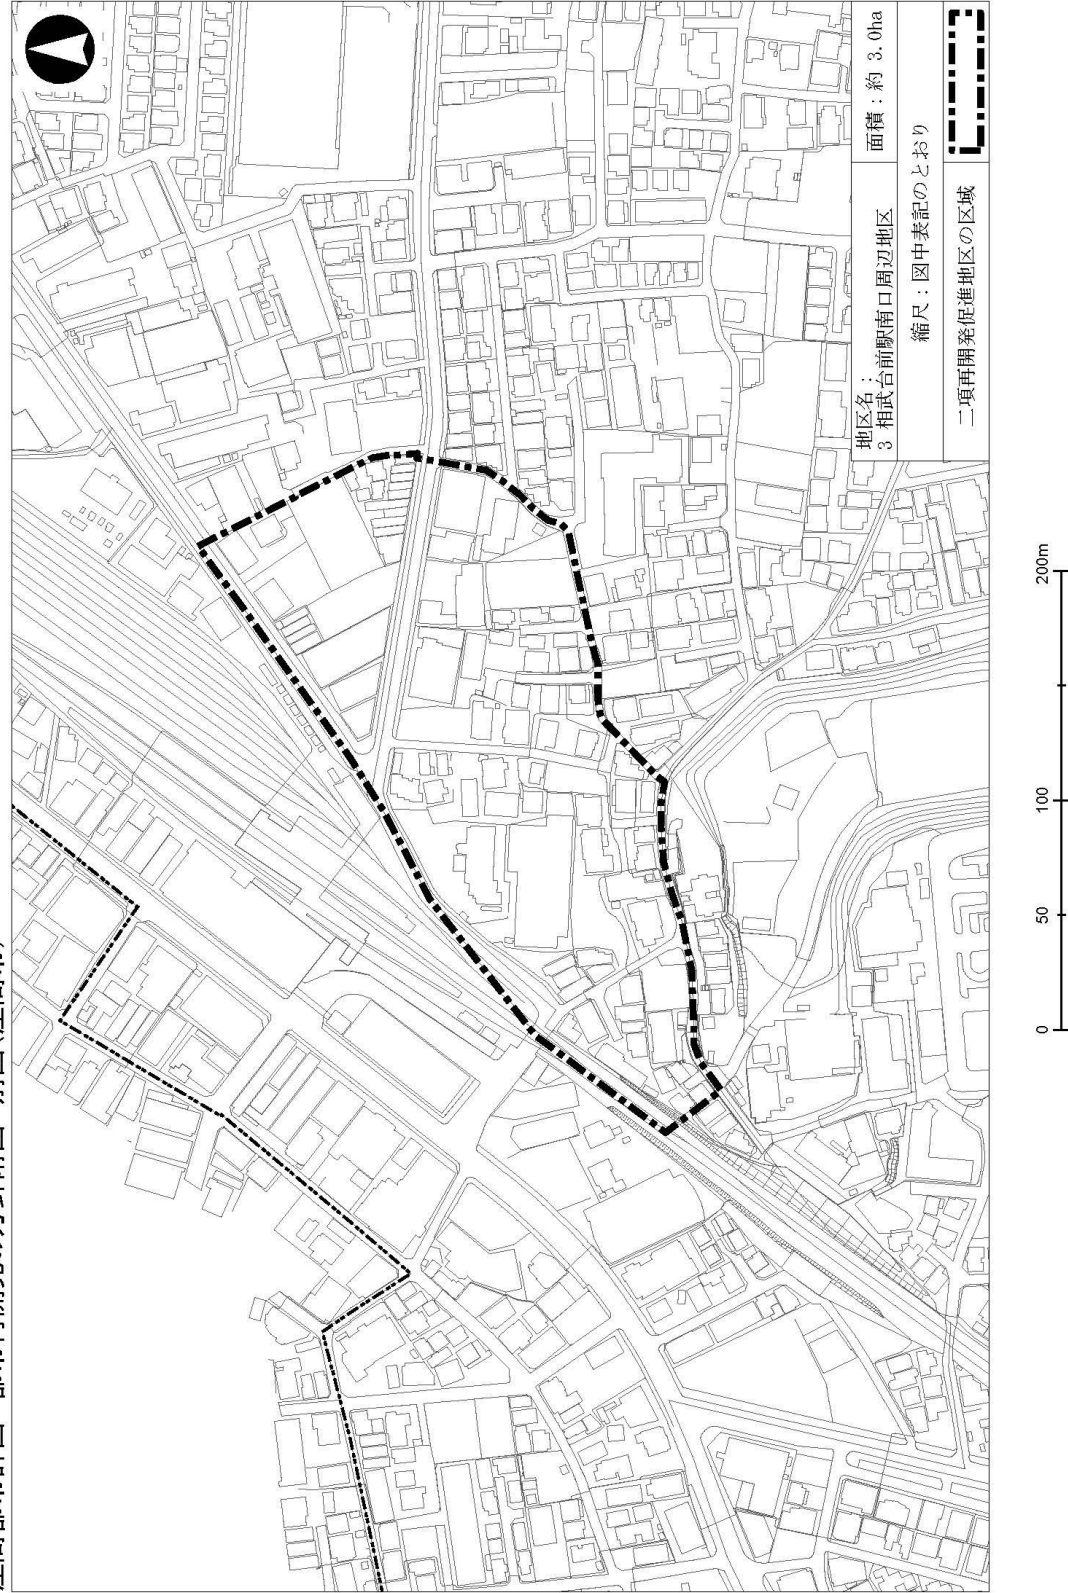 地区名：
3 相武台前駅南口周辺地区
面積：約 3.0ha
縮尺：図中表記のとおり
二項再開発促進地区の区域
0 50 100 200m